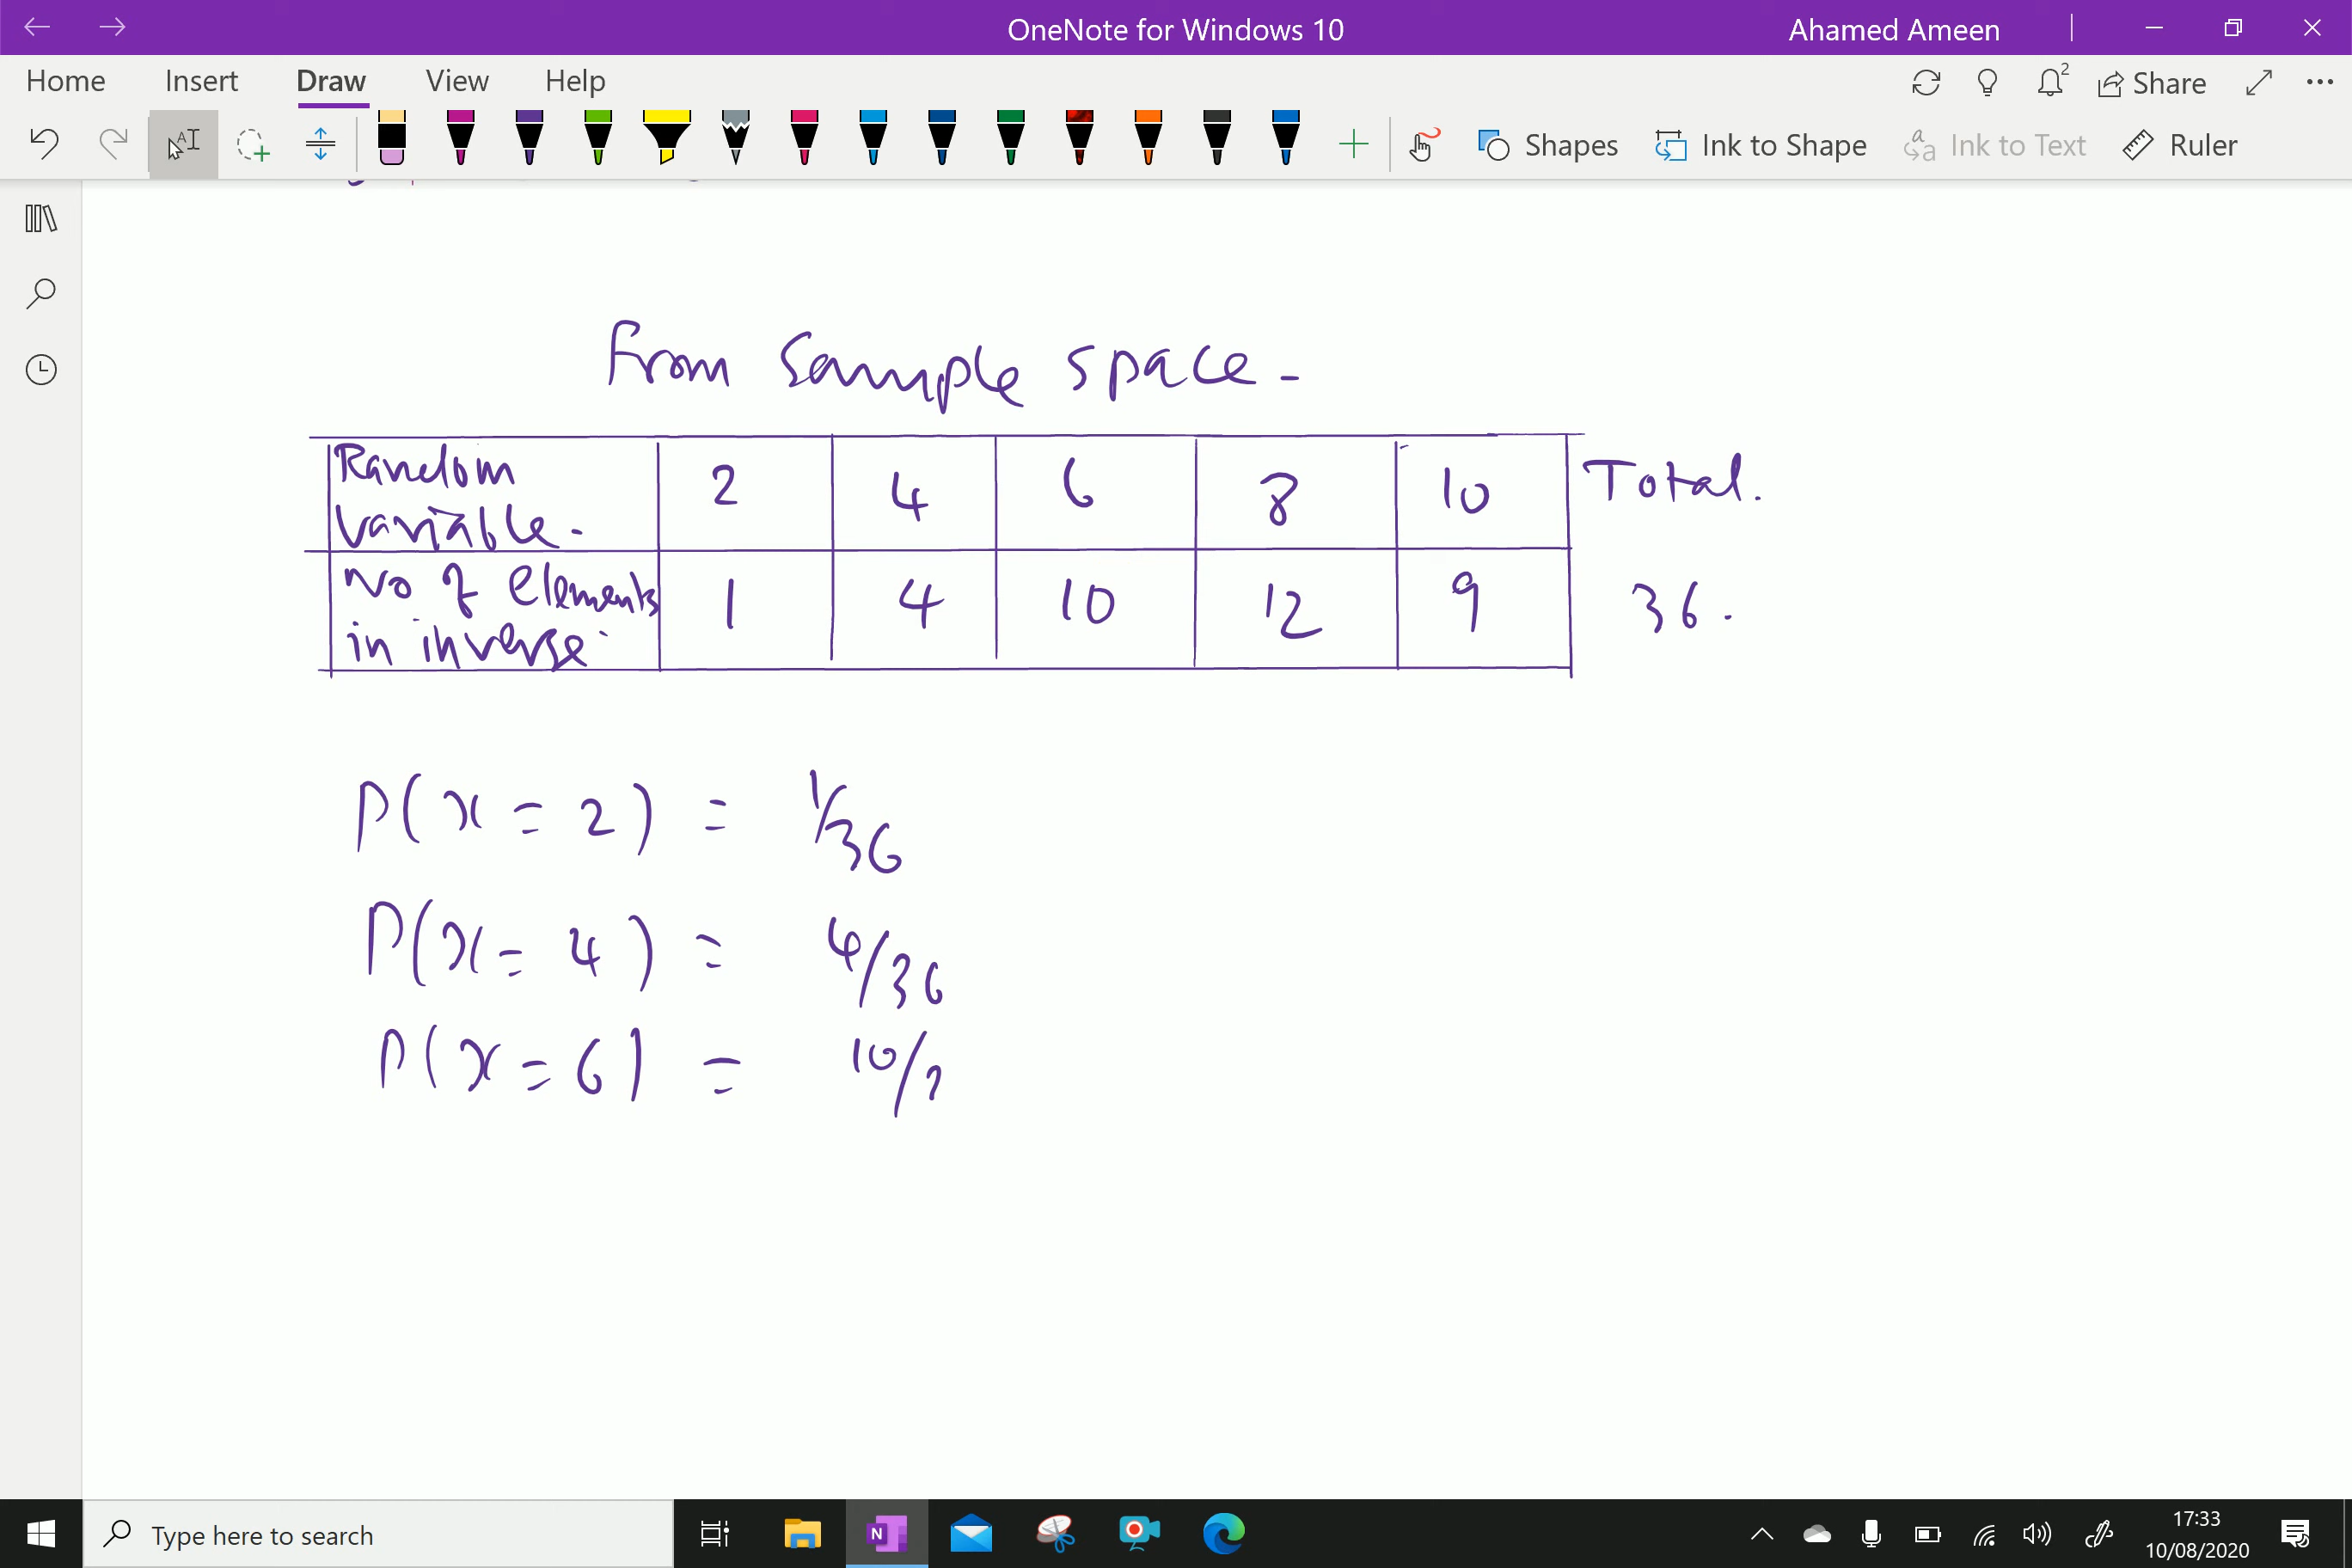 OneNote for Windows 10
Ahamed Ameen
Home Insert Draw View Help
2
Share
Shapes
Ink to Shape
Ink to Text
Ruler
From Sample space-
Random variable. 2 4 6 8 10 Total.
No of elements in inverse 1 4 10 12 9 36.
P(x = 2) = 1/36
P(x = 4) = 4/36
P(x = 6) = 10/
Type here to search
17:33
10/08/2020